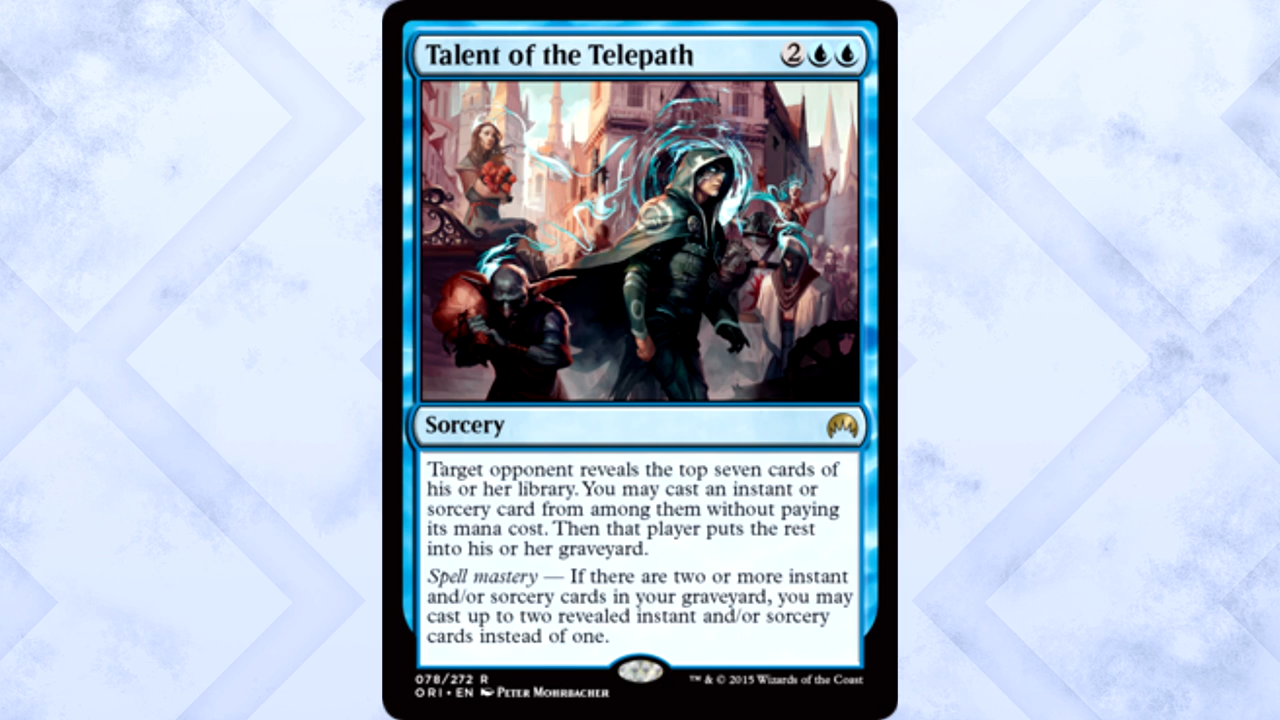 Talent of the Telepath 2
Sorcery
Target opponent reveals the top seven cards of
his or her library. You may cast an instant or
sorcery card from among them without paying
its mana cost. Then that player puts the rest
into his or her graveyard.
Spell mastery — If there are two or more instant
and/or sorcery cards in your graveyard, you may
cast up to two revealed instant and/or sorcery
cards instead of one.
078/272 R
ORI • EN Peter Mohrbacher
™ & © 2015 Wizards of the Coast